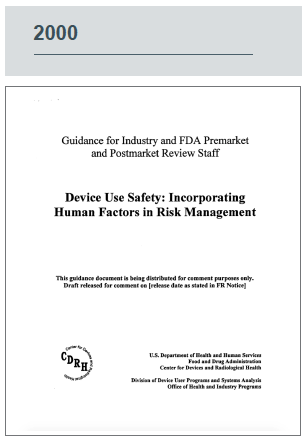 2000
Guidance for Industry and FDA Premarket
and Postmarket Review Staff
Device Use Safety: Incorporating
Human Factors in Risk Management
This guidance document is being distributed for comment purposes only.
Draft released for comment on [release date as stated in FR Notice]
CDRH
U.S. Department of Health and Human Services
Food and Drug Administration
Center for Devices and Radiological Health
Division of Device User Programs and Systems Analysis
Office of Health and Industry Programs